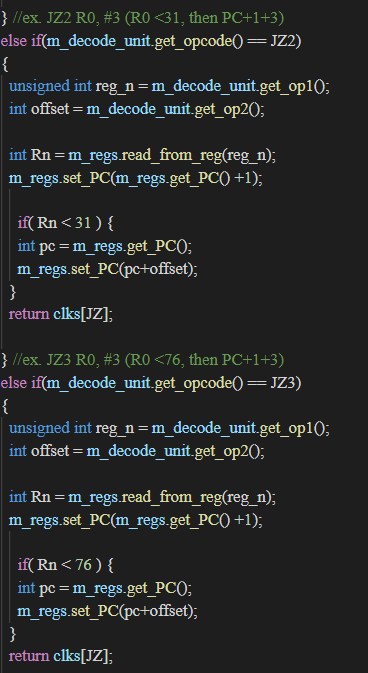 } //ex. JZ2 R0, #3 (R0 <31, then PC+1+3)
else if(m_decode_unit.get_opcode() == JZ2)
{
unsigned int reg_n = m_decode_unit.get_op1();
int offset = m_decode_unit.get_op2();
int Rn = m_regs.read_from_reg(reg_n);
m_regs.set_PC(m_regs.get_PC() +1);
if( Rn < 31 ) {
int pc = m_regs.get_PC();
m_regs.set_PC(pc+offset);
}
return clks[JZ];
} //ex. JZ3 R0, #3 (R0 <76, then PC+1+3)
else if(m_decode_unit.get_opcode() == JZ3)
{
unsigned int reg_n = m_decode_unit.get_op1();
int offset = m_decode_unit.get_op2();
int Rn = m_regs.read_from_reg(reg_n);
m_regs.set_PC(m_regs.get_PC() +1);
if( Rn < 76 ) {
int pc = m_regs.get_PC();
m_regs.set_PC(pc+offset);
}
return clks[JZ];